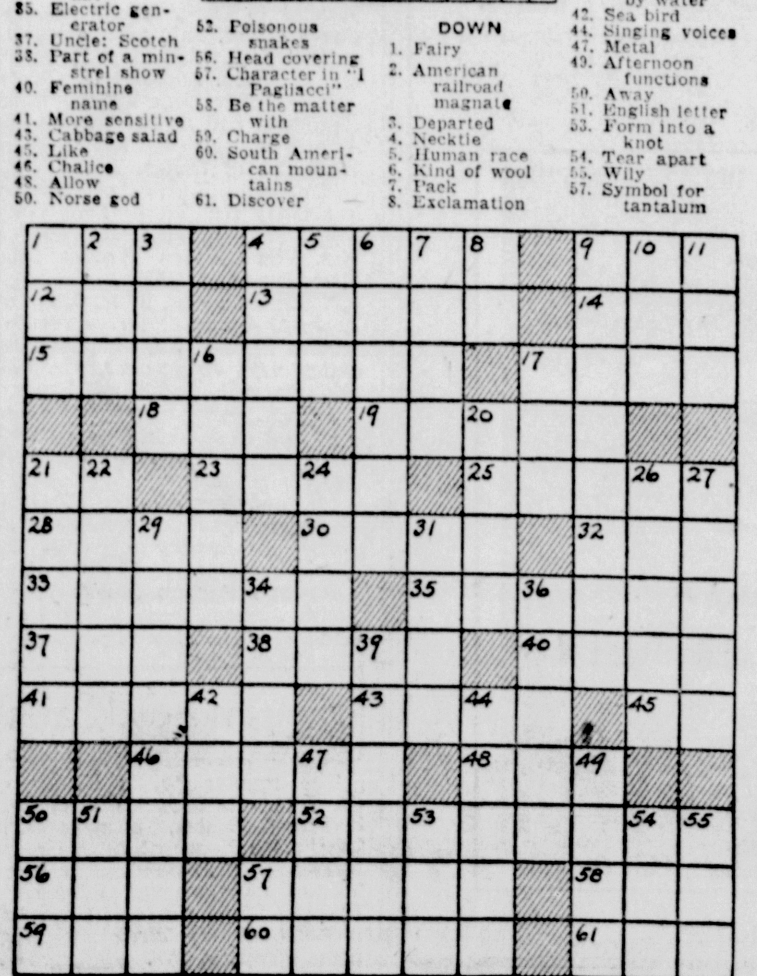 35. Electric gen-
erator
37. Uncle: Scotch
38. Part of a min-
strel show
40. Feminine
name
41. More sensitive
43. Cabbage salad
45. Like
46. Chalice
48. Allow
50. Norse god
52. Poisonous
snakes
56. Head covering
57. Character in "I
Pagliacci"
58. Be the matter
with
59. Charge
60. South Ameri-
can moun-
tains
61. Discover
DOWN
1. Fairy
2. American
railroad
magnate
3. Departed
4. Necktie
5. Human race
6. Kind of wool
7. Pack
8. Exclamation
by water
42. Sea bird
44. Singing voices
47. Metal
49. Afternoon
functions
50. Away
51. English letter
53. Form into a
knot
54. Tear apart
55. Wily
57. Symbol for
tantalum
1 2 3 4 5 6 7 8 9 10 11
12 13 14
15 16 17
18 19 20
21 22 23 24 25 26 27
28 29 30 31 32
33 34 35 36
37 38 39 40
41 42 43 44 45
46 47 48 49
50 51 52 53 54 55
56 57 58
59 60 61